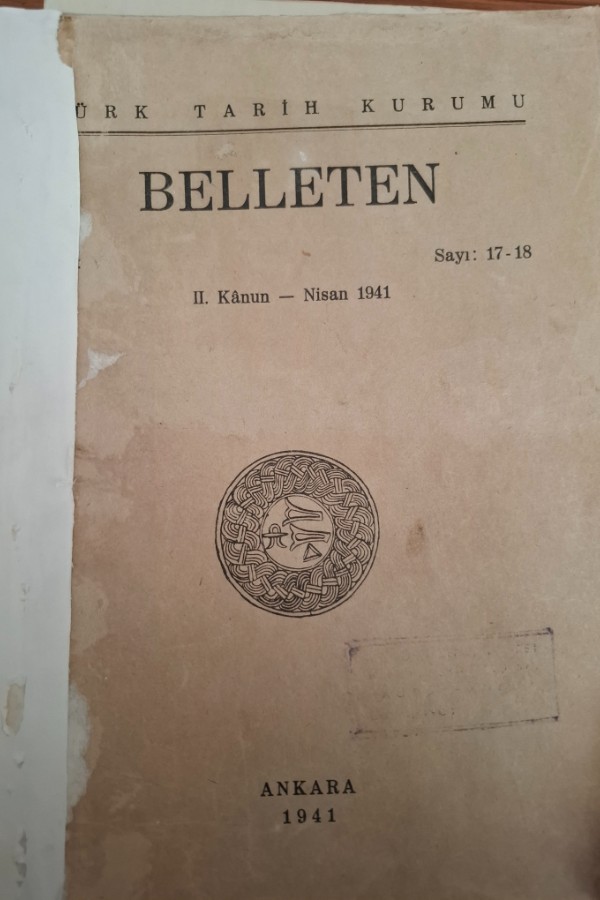 ÜRK TARİH KURUMU
BELLETEN
Sayı: 17-18
II. Kânun — Nisan 1941
ANKARA
1941